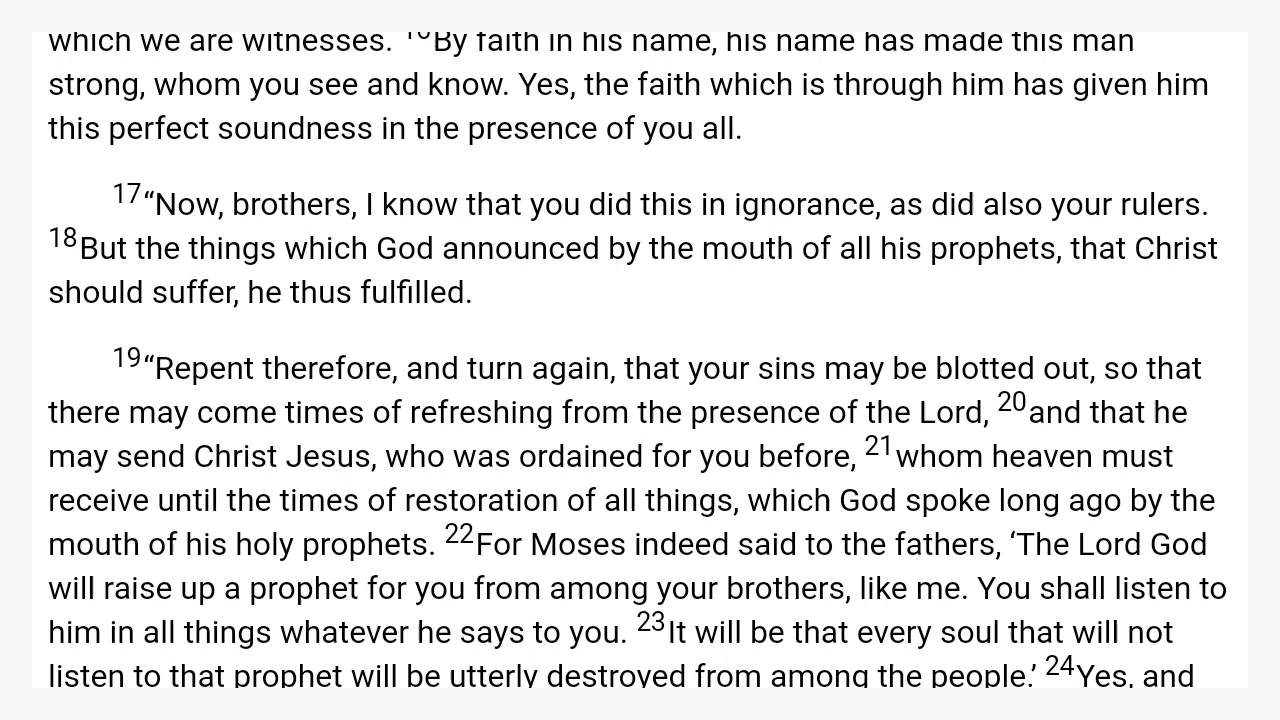 which we are witnesses. 16By faith in his name, his name has made this man
strong, whom you see and know. Yes, the faith which is through him has given him
this perfect soundness in the presence of you all.
17“Now, brothers, I know that you did this in ignorance, as did also your rulers.
18But the things which God announced by the mouth of all his prophets, that Christ
should suffer, he thus fulfilled.
19“Repent therefore, and turn again, that your sins may be blotted out, so that
there may come times of refreshing from the presence of the Lord, 20and that he
may send Christ Jesus, who was ordained for you before, 21whom heaven must
receive until the times of restoration of all things, which God spoke long ago by the
mouth of his holy prophets. 22For Moses indeed said to the fathers, ‘The Lord God
will raise up a prophet for you from among your brothers, like me. You shall listen to
him in all things whatever he says to you. 23It will be that every soul that will not
listen to that prophet will be utterly destroyed from among the people.’ 24Yes, and